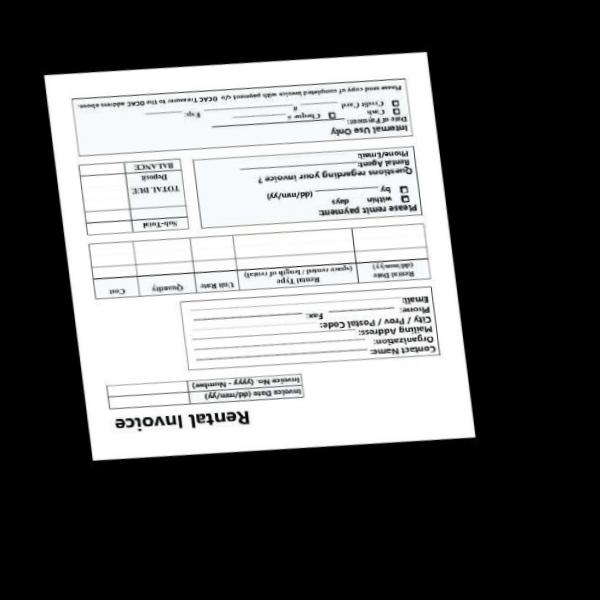 Rental Invoice
Invoice Date (dd/mm/yy)
Invoice No. (yyyy - Number)
Contact Name:
Organization:
Mailing Address:
City / Prov / Postal Code:
Phone: Fax:
Email:
Rental Date (dd/mm/yy) Rental Type (space rented / length of rental) Unit Rate Quantity Cost
Sub-Total
TOTAL DUE
Deposit
BALANCE
Please remit payment:
within days
by (dd/mm/yy)
Questions regarding your invoice ?
Rental Agent:
Phone/Email:
Internal Use Only
Date of Payment:
Cash Cheque #
Credit Card # Exp:
Please send copy of completed invoice with payment c/o OCAC Treasurer to the OCAC address above.